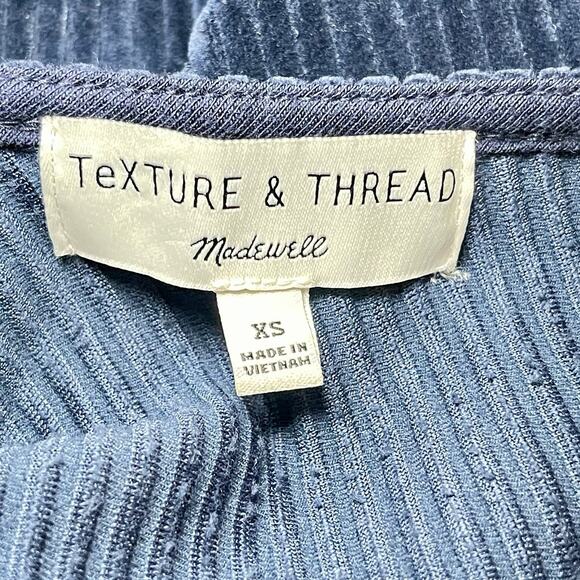 TeXTURE & THREAD
Madewell
XS
MADE IN
VIETNAM